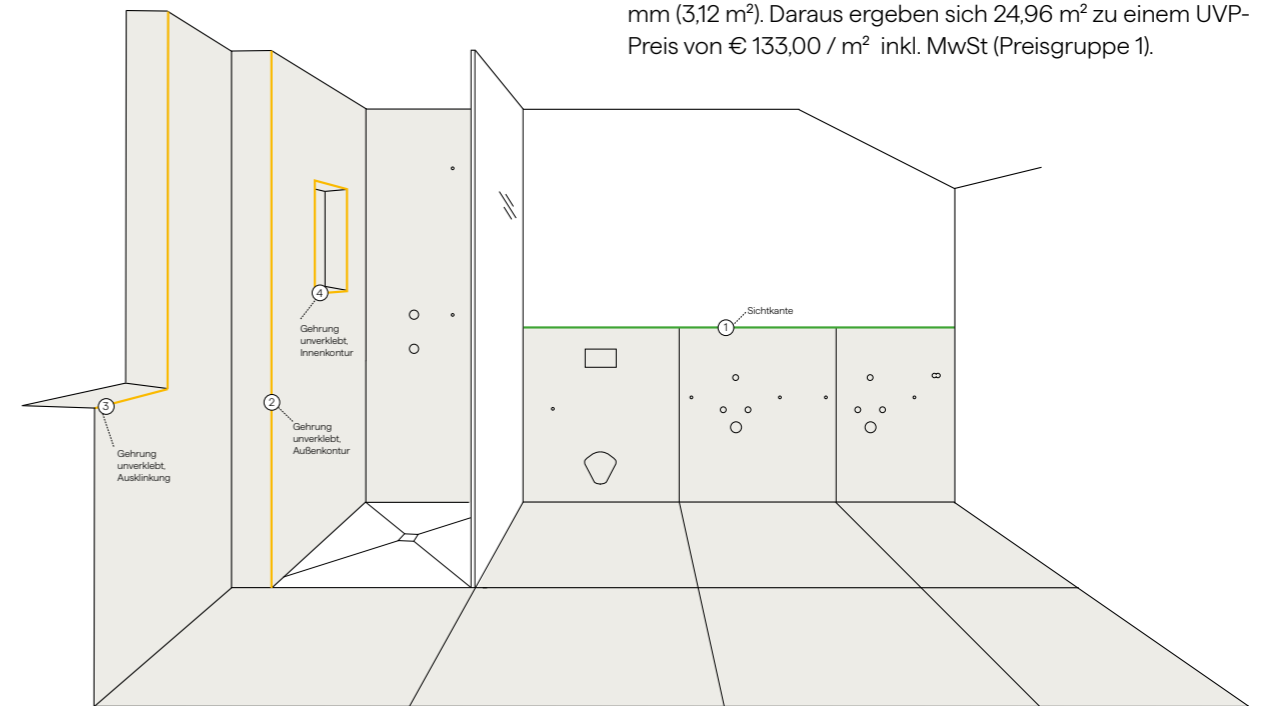 mm (3,12 m²). Daraus ergeben sich 24,96 m² zu einem UVP-
Preis von € 133,00 / m² inkl. MwSt (Preisgruppe 1).
4
Gehrung
unverklebt,
Innenkontur
1
Sichtkante
3
Gehrung
unverklebt,
Ausklinkung
2
Gehrung
unverklebt,
Außenkontur